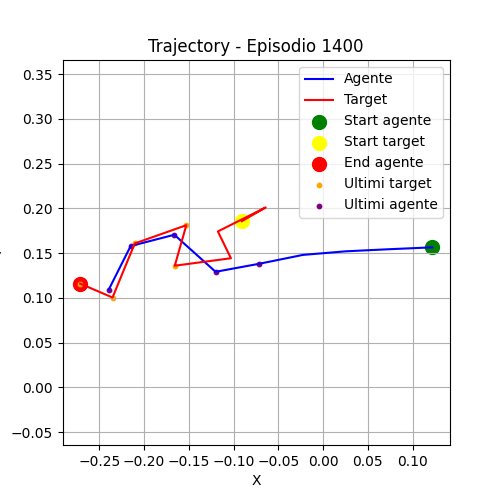 Trajectory - Episodio 1400
Agente
Target
Start agente
Start target
End agente
Ultimi target
Ultimi agente
0.35
0.30
0.25
0.20
0.15
0.10
0.05
0.00
−0.05
−0.25 −0.20 −0.15 −0.10 −0.05 0.00 0.05 0.10
X